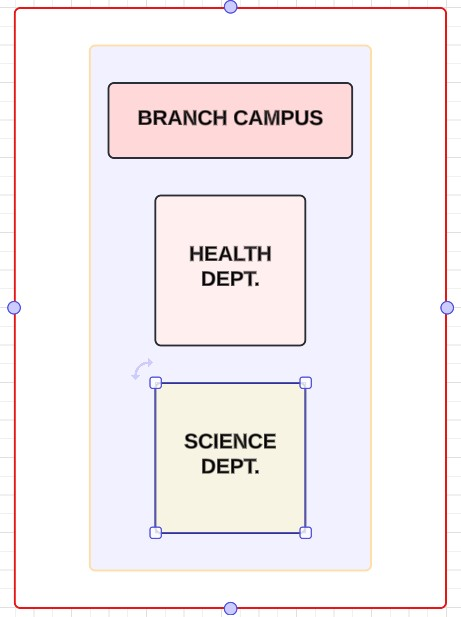 BRANCH CAMPUS
HEALTH
DEPT.
SCIENCE
DEPT.